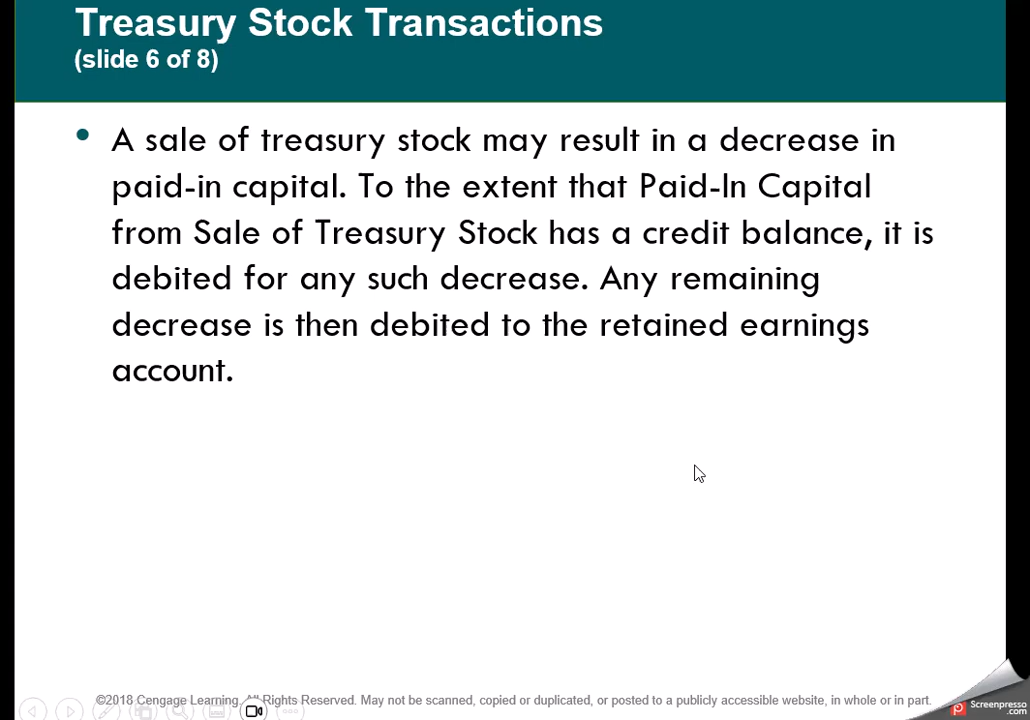 Treasury Stock Transactions
(slide 6 of 8)
• A sale of treasury stock may result in a decrease in
paid-in capital. To the extent that Paid-In Capital
from Sale of Treasury Stock has a credit balance, it is
debited for any such decrease. Any remaining
decrease is then debited to the retained earnings
account.
©2018 Cengage Learning. All Rights Reserved. May not be scanned, copied or duplicated, or posted to a publicly accessible website, in whole or in part.
Screenpresso
.com